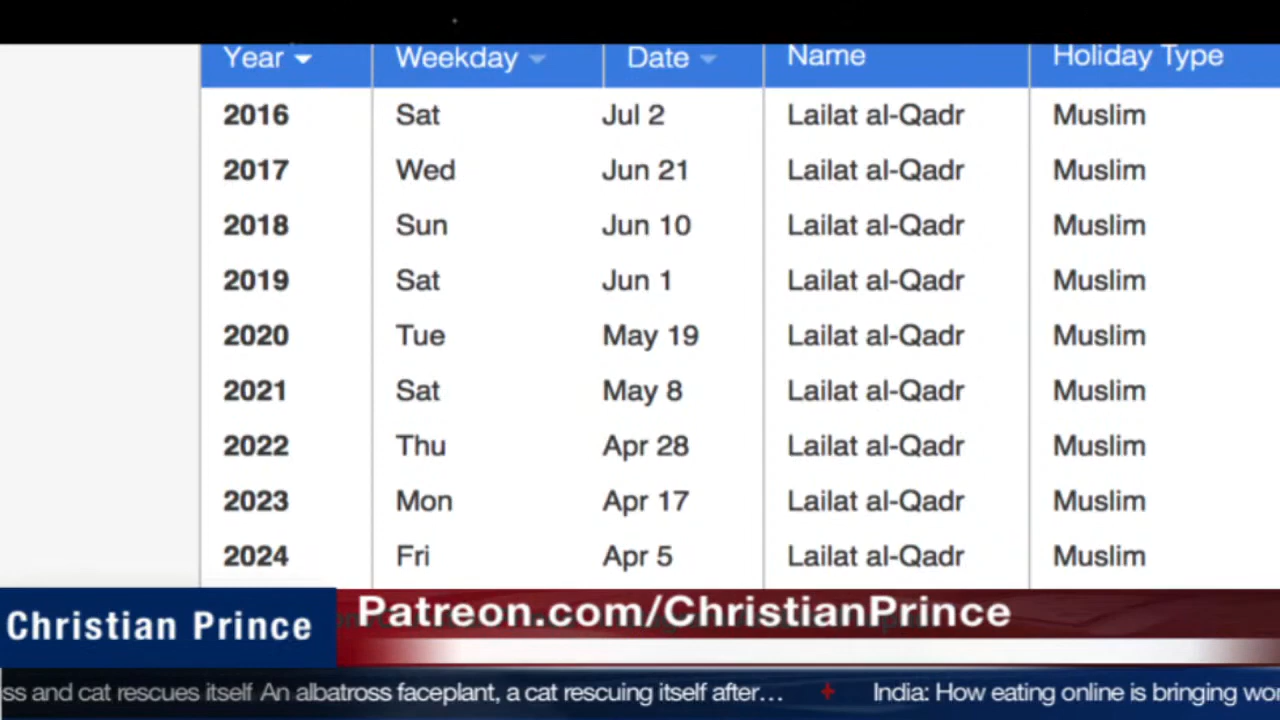 Year Weekday Date Name Holiday Type
2016 Sat Jul 2 Lailat al-Qadr Muslim
2017 Wed Jun 21 Lailat al-Qadr Muslim
2018 Sun Jun 10 Lailat al-Qadr Muslim
2019 Sat Jun 1 Lailat al-Qadr Muslim
2020 Tue May 19 Lailat al-Qadr Muslim
2021 Sat May 8 Lailat al-Qadr Muslim
2022 Thu Apr 28 Lailat al-Qadr Muslim
2023 Mon Apr 17 Lailat al-Qadr Muslim
2024 Fri Apr 5 Lailat al-Qadr Muslim
Christian Prince Patreon.com/ChristianPrince
ss and cat rescues itself An albatross faceplant, a cat rescuing itself after... India: How eating online is bringing wo